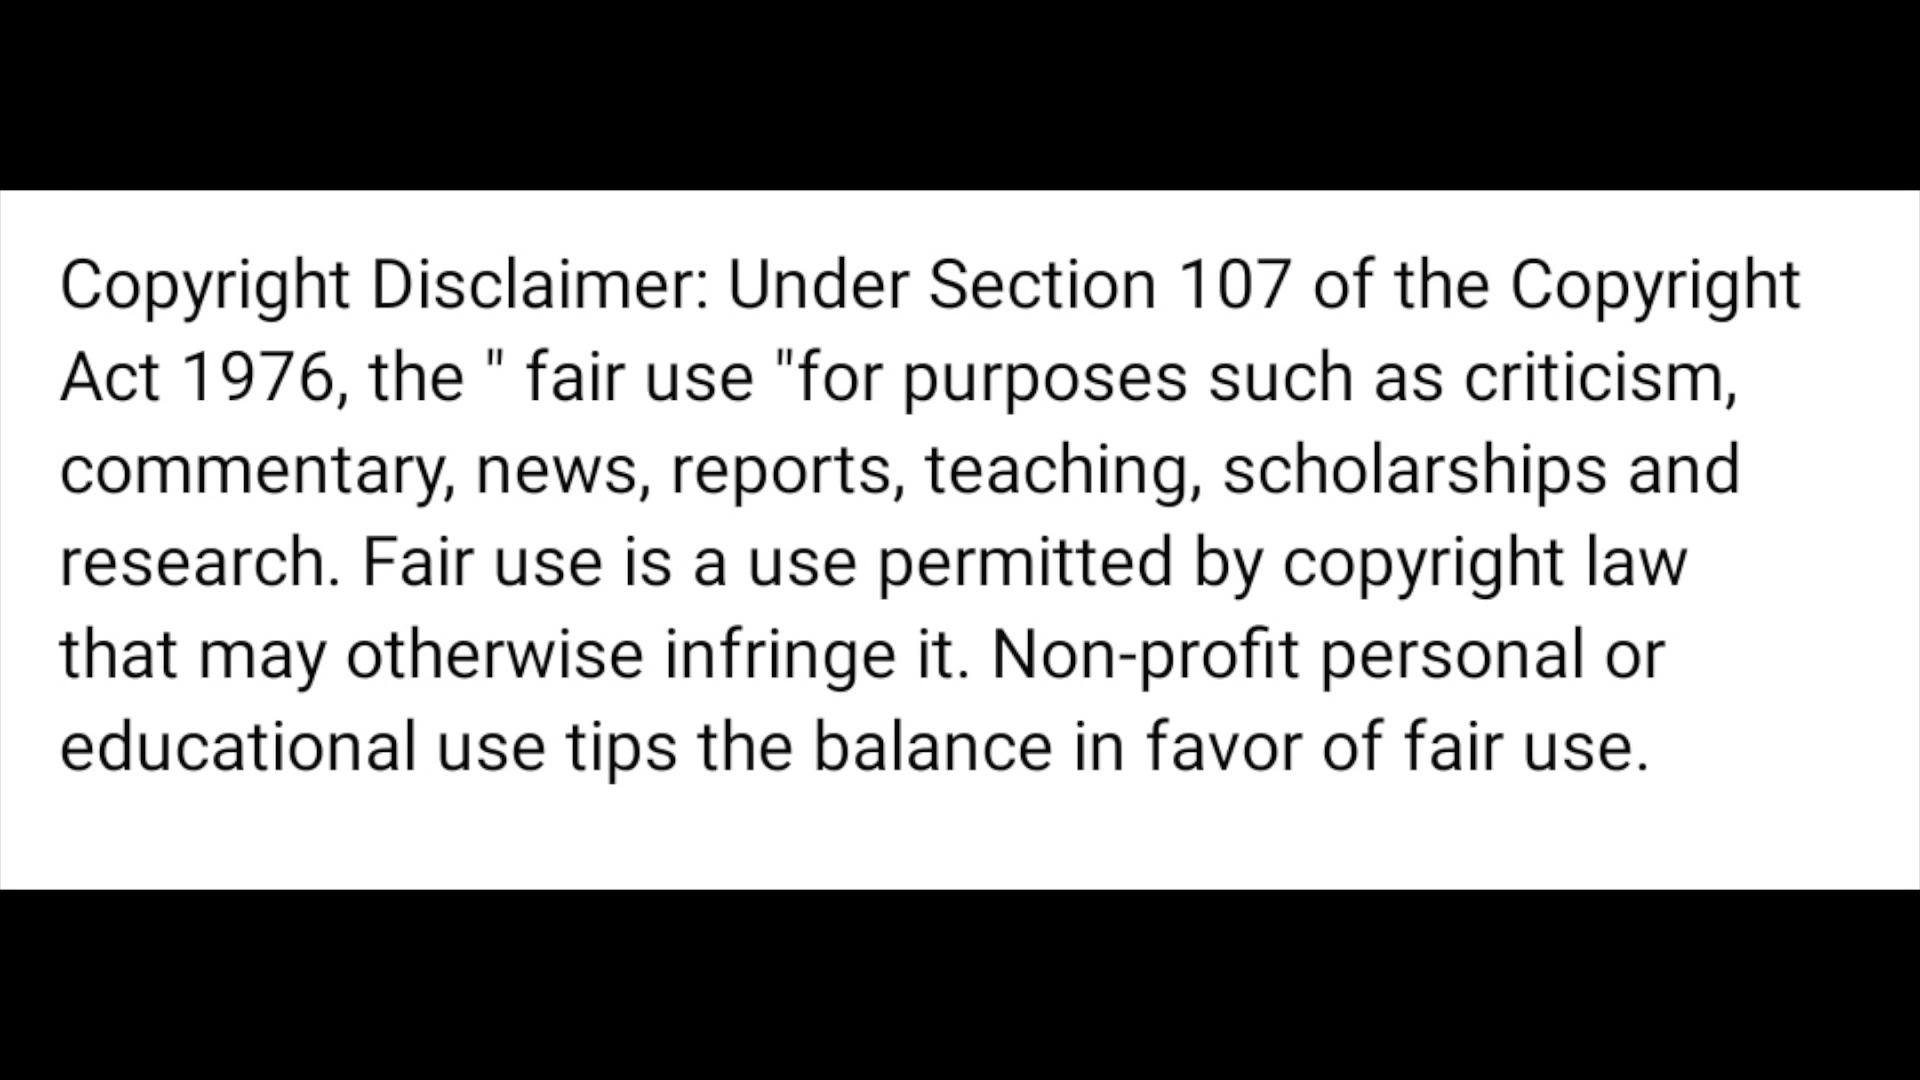 Copyright Disclaimer: Under Section 107 of the Copyright
Act 1976, the " fair use "for purposes such as criticism,
commentary, news, reports, teaching, scholarships and
research. Fair use is a use permitted by copyright law
that may otherwise infringe it. Non-profit personal or
educational use tips the balance in favor of fair use.